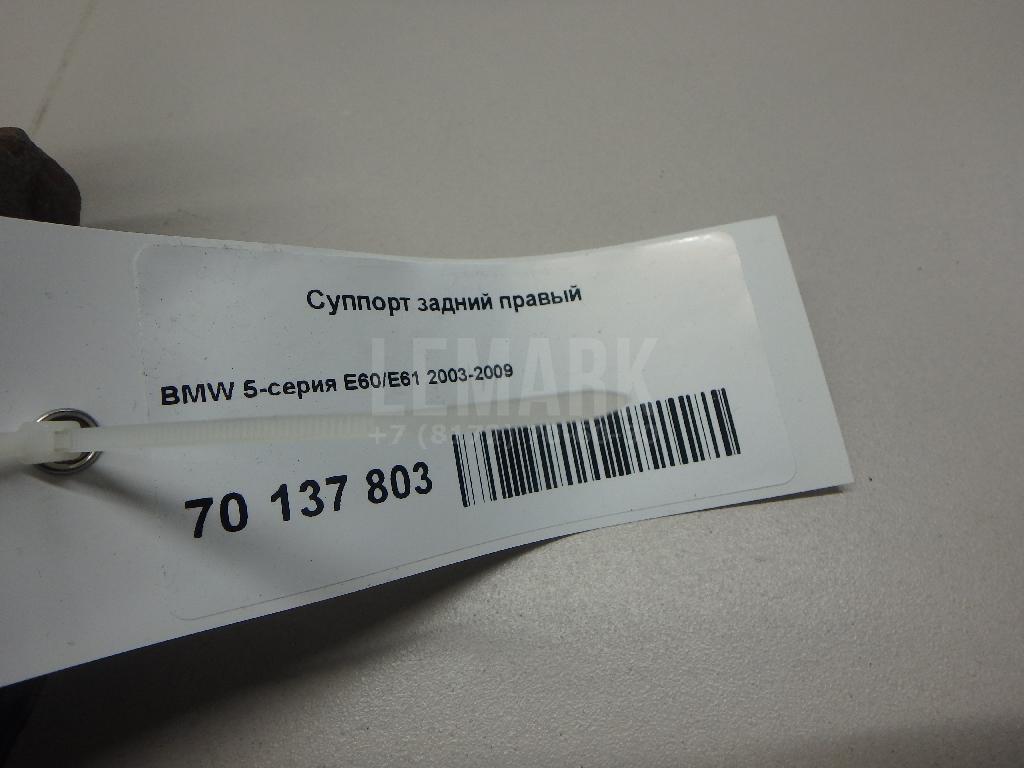 Суппорт задний правый
LEMARK
BMW 5-серия E60/E61 2003-2009
70 137 803